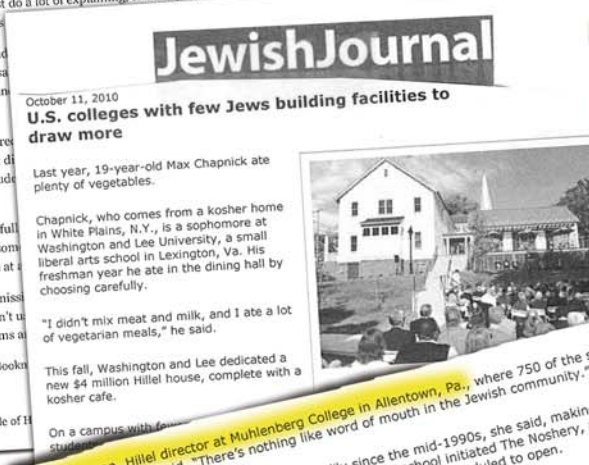 t do a lot of explaining,
JewishJournal
October 11, 2010
U.S. colleges with few Jews building facilities to
draw more
Last year, 19-year-old Max Chapnick ate
plenty of vegetables.
Chapnick, who comes from a kosher home
in White Plains, N.Y., is a sophomore at
Washington and Lee University, a small
liberal arts school in Lexington, Va. His
freshman year he ate in the dining hall by
choosing carefully.
"I didn't mix meat and milk, and I ate a lot
of vegetarian meals," he said.
This fall, Washington and Lee dedicated a
new $4 million Hillel house, complete with a
kosher cafe.
On a campus with
Hillel director at Muhlenberg College in Allentown, Pa., where 750 of the s
"There's nothing like word of mouth in the Jewish community."
since the mid-1990s, she said, makin
school initiated The Noshery,
led to open.